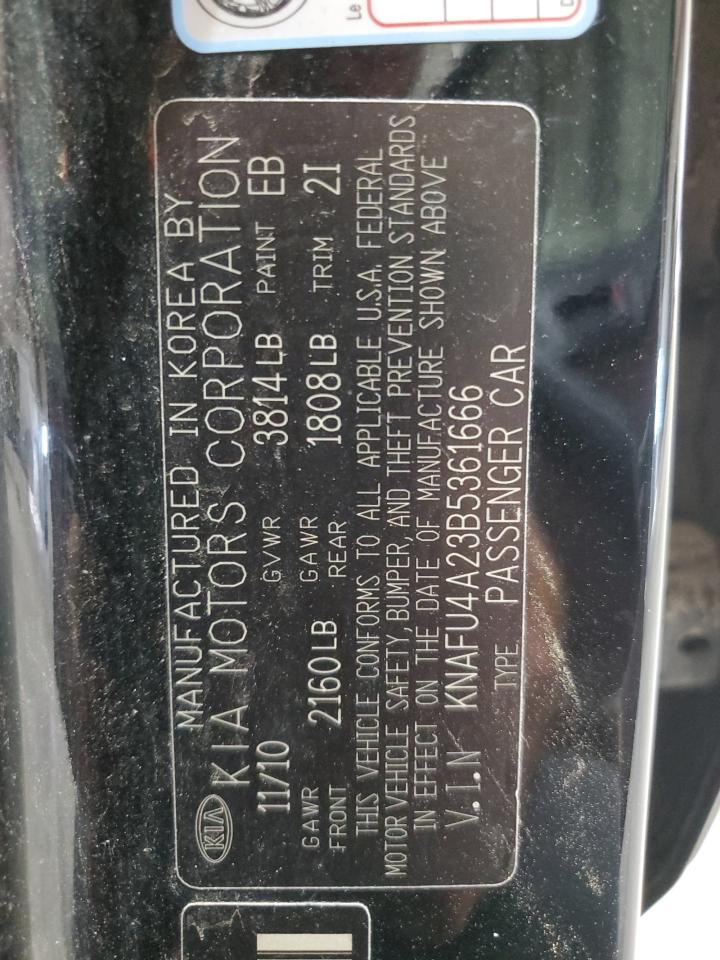 KIA
MANUFACTURED IN KOREA BY
KIA MOTORS CORPORATION
11/10 GVWR 3814LB PAINT EB
GAWR FRONT 2160LB GAWR REAR 1808LB TRIM 2I
THIS VEHICLE CONFORMS TO ALL APPLICABLE U.S.A. FEDERAL
MOTOR VEHICLE SAFETY, BUMPER, AND THEFT PREVENTION STANDARDS
IN EFFECT ON THE DATE OF MANUFACTURE SHOWN ABOVE
V.I.N KNAFU4A23B5361666
TYPE PASSENGER CAR
Le